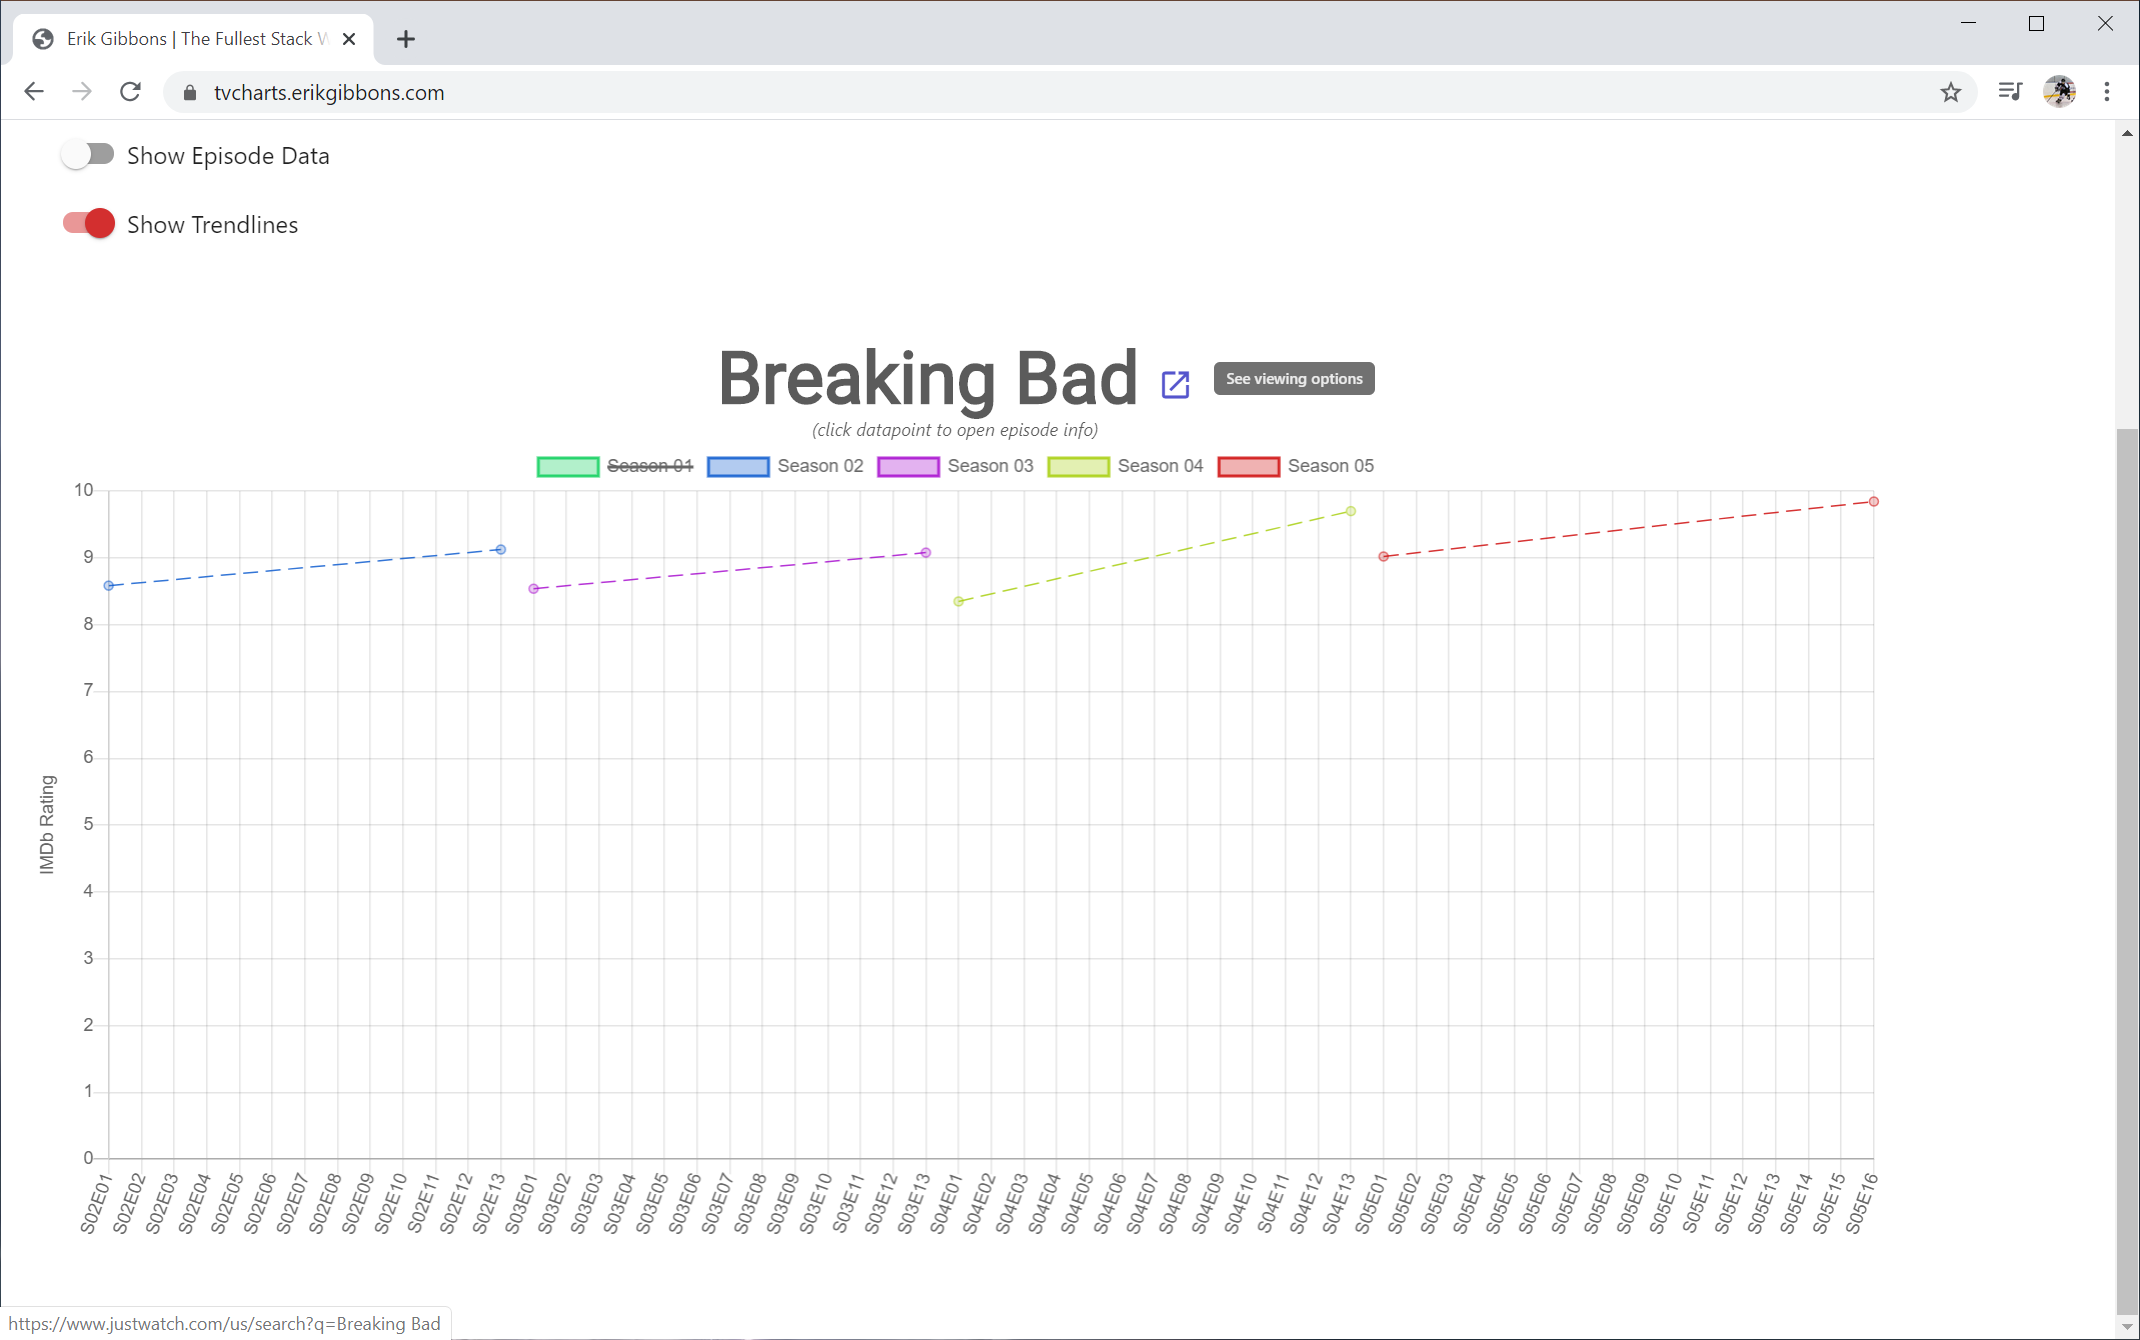 Erik Gibbons | The Fullest Stack W
tvcharts.erikgibbons.com
Show Episode Data
Show Trendlines
Breaking Bad
See viewing options
(click datapoint to open episode info)
Season 01 Season 02 Season 03 Season 04 Season 05
10
9
8
7
6
5
4
3
2
1
0
IMDb Rating
S02E01 S02E02 S02E03 S02E04 S02E05 S02E06 S02E07 S02E08 S02E09 S02E10 S02E11 S02E12 S02E13 S03E01 S03E02 S03E03 S03E04 S03E05 S03E06 S03E07 S03E08 S03E09 S03E10 S03E11 S03E12 S03E13 S04E01 S04E02 S04E03 S04E04 S04E05 S04E06 S04E07 S04E08 S04E09 S04E10 S04E11 S04E12 S04E13 S05E01 S05E02 S05E03 S05E04 S05E05 S05E06 S05E07 S05E08 S05E09 S05E10 S05E11 S05E12 S05E13 S05E14 S05E15 S05E16
https://www.justwatch.com/us/search?q=Breaking Bad